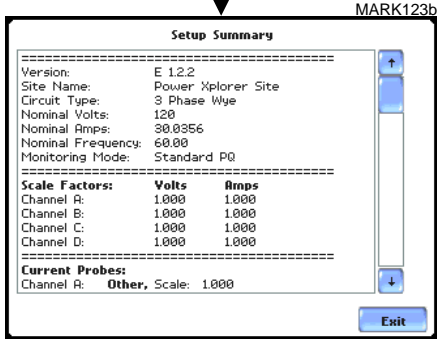 MARK123b
Setup Summary
======================================
Version: E 1.2.2
Site Name: Power Xplorer Site
Circuit Type: 3 Phase Wye
Nominal Volts: 120
Nominal Amps: 30.0356
Nominal Frequency: 60.00
Monitoring Mode: Standard PQ
======================================
Scale Factors: Volts Amps
Channel A: 1.000 1.000
Channel B: 1.000 1.000
Channel C: 1.000 1.000
Channel D: 1.000 1.000
======================================
Current Probes:
Channel A: Other, Scale: 1.000
Exit